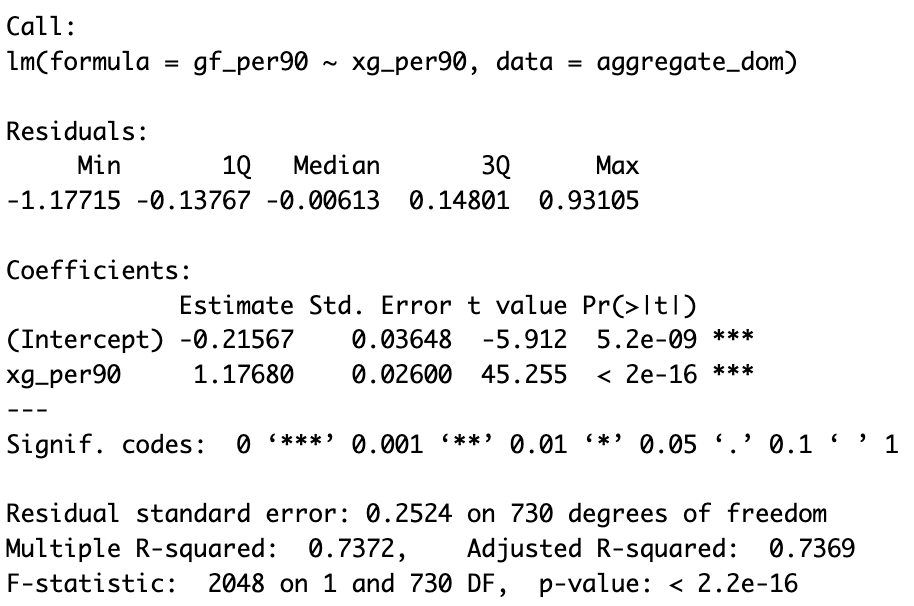 Call:
lm(formula = gf_per90 ~ xg_per90, data = aggregate_dom)
Residuals:
Min 1Q Median 3Q Max
-1.17715 -0.13767 -0.00613 0.14801 0.93105
Coefficients:
Estimate Std. Error t value Pr(>|t|)
(Intercept) -0.21567 0.03648 -5.912 5.2e-09 ***
xg_per90 1.17680 0.02600 45.255 < 2e-16 ***
---
Signif. codes: 0 ‘***’ 0.001 ‘**’ 0.01 ‘*’ 0.05 ‘.’ 0.1 ‘ ’ 1
Residual standard error: 0.2524 on 730 degrees of freedom
Multiple R-squared: 0.7372, Adjusted R-squared: 0.7369
F-statistic: 2048 on 1 and 730 DF, p-value: < 2.2e-16